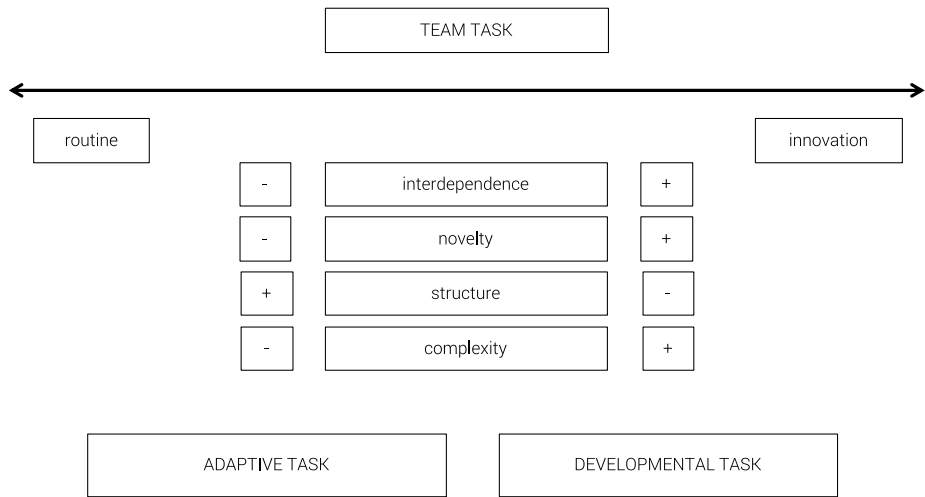 TEAM TASK
routine
innovation
- interdependence +
- novelty +
+ structure -
- complexity +
ADAPTIVE TASK
DEVELOPMENTAL TASK